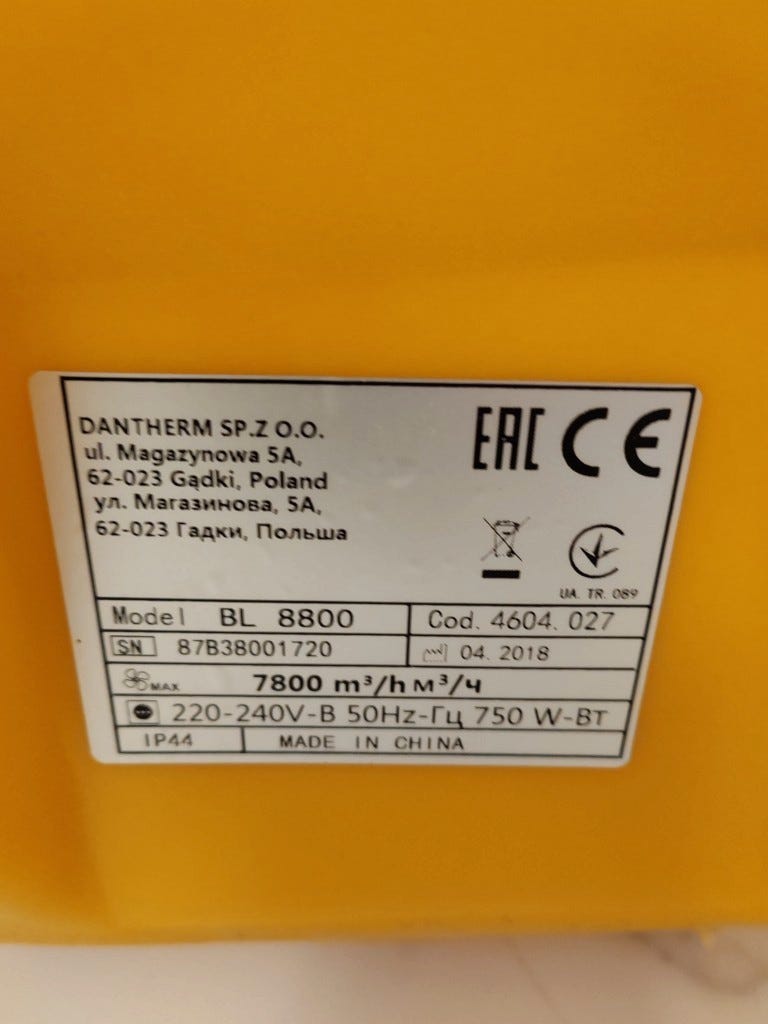 DANTHERM SP.Z O.O.
ul. Magazynowa 5A,
62-023 Gądki, Poland
ул. Магазинова, 5A,
62-023 Гадки, Польша
EAC CE
UA. TR. 089
Model BL 8800 Cod. 4604.027
SN 87B38001720 04. 2018
MAX 7800 m³/h м³/ч
220-240V-В 50Hz-Гц 750 W-Вт
IP44 MADE IN CHINA